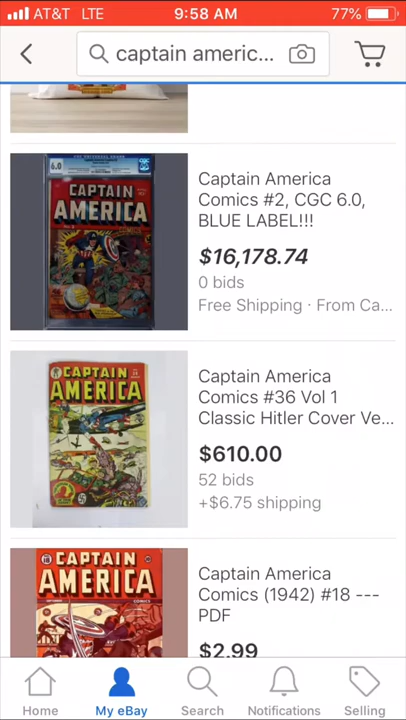 AT&T LTE 9:58 AM 77%
captain americ...
6.0
CAPTAIN
AMERICA
Captain America
Comics #2, CGC 6.0,
BLUE LABEL!!!
$16,178.74
0 bids
Free Shipping · From Ca...
CAPTAIN
AMERICA
Captain America
Comics #36 Vol 1
Classic Hitler Cover Ve...
$610.00
52 bids
+$6.75 shipping
CAPTAIN
AMERICA
COMICS
Captain America
Comics (1942) #18 ---
PDF
$2.99
Home My eBay Search Notifications Selling